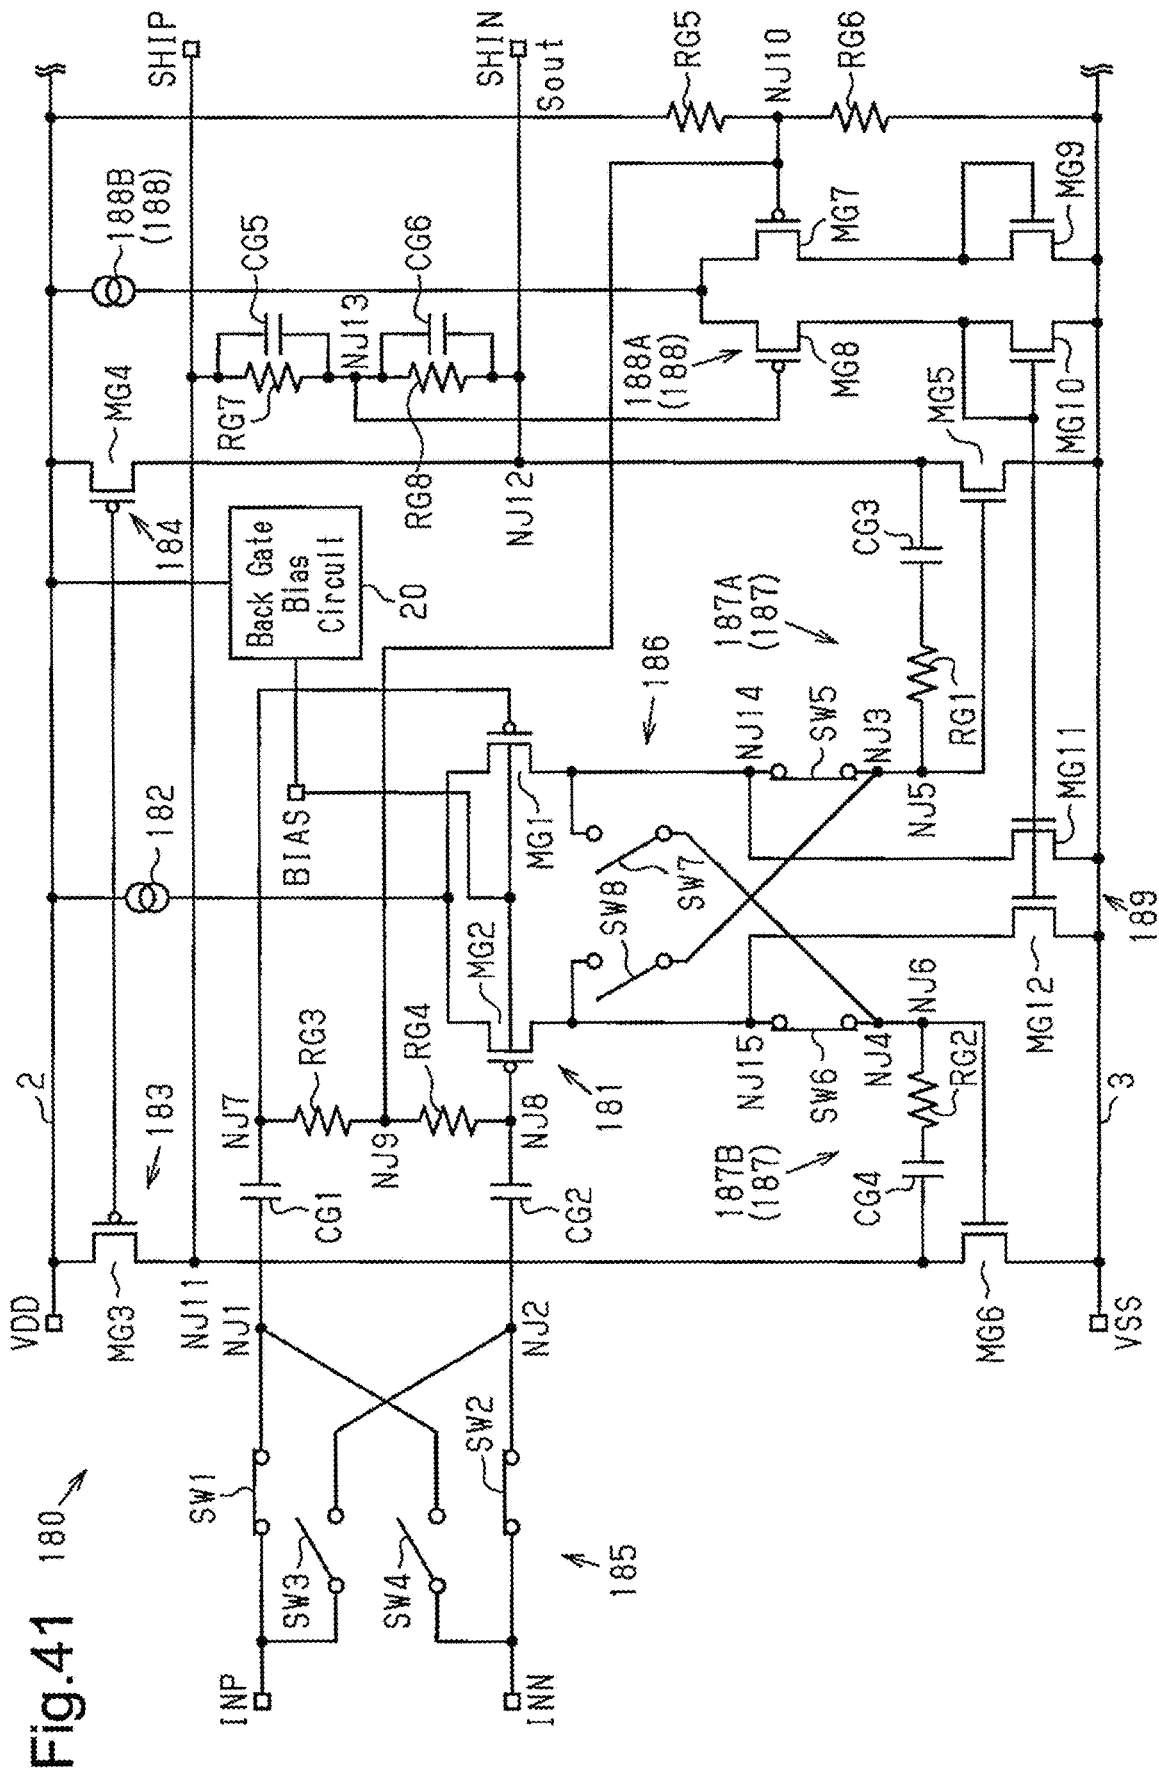 Fig.41
180
VDD
2
VSS
3
INP
INN
SW1
SW2
SW3
SW4
185
NJ1
NJ2
NJ11
MG3
183
MG6
CG1
CG2
NJ7
NJ8
NJ9
RG3
RG4
181
MG2
MG1
182
BIAS
Back Gate
Bias
Circuit
20
184
MG4
SHIP
SHIN
Sout
188B
(188)
CG5
CG6
NJ13
RG7
RG8
NJ12
188A
(188)
RG5
NJ10
RG6
MG7
MG8
MG9
MG10
MG5
CG3
187A
(187)
RG1
186
NJ14
SW5
NJ3
NJ5
SW7
SW8
MG11
189
MG12
NJ15
SW6
NJ4
NJ6
RG2
187B
(187)
CG4